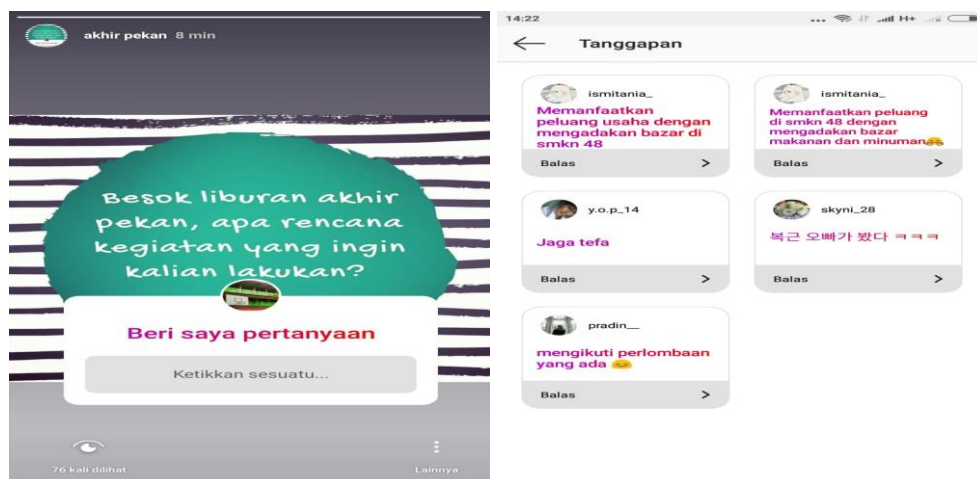 akhir pekan 8 min
Besok liburan akhir
pekan, apa rencana
kegiatan yang ingin
kalian lakukan?
Beri saya pertanyaan
Ketikkan sesuatu...
76 kali dilihat
Lainnya
14:22
H+
Tanggapan
ismitania_
Memanfaatkan
peluang usaha dengan
mengadakan bazar di
smkn 48
Balas
ismitania_
Memanfaatkan peluang
di smkn 48 dengan
mengadakan bazar
makanan dan minuman
Balas
y.o.p_14
Jaga tefa
Balas
skyni_28
복근 오빠가 봤다 ㅋㅋㅋ
Balas
pradin__
mengikuti perlombaan
yang ada
Balas